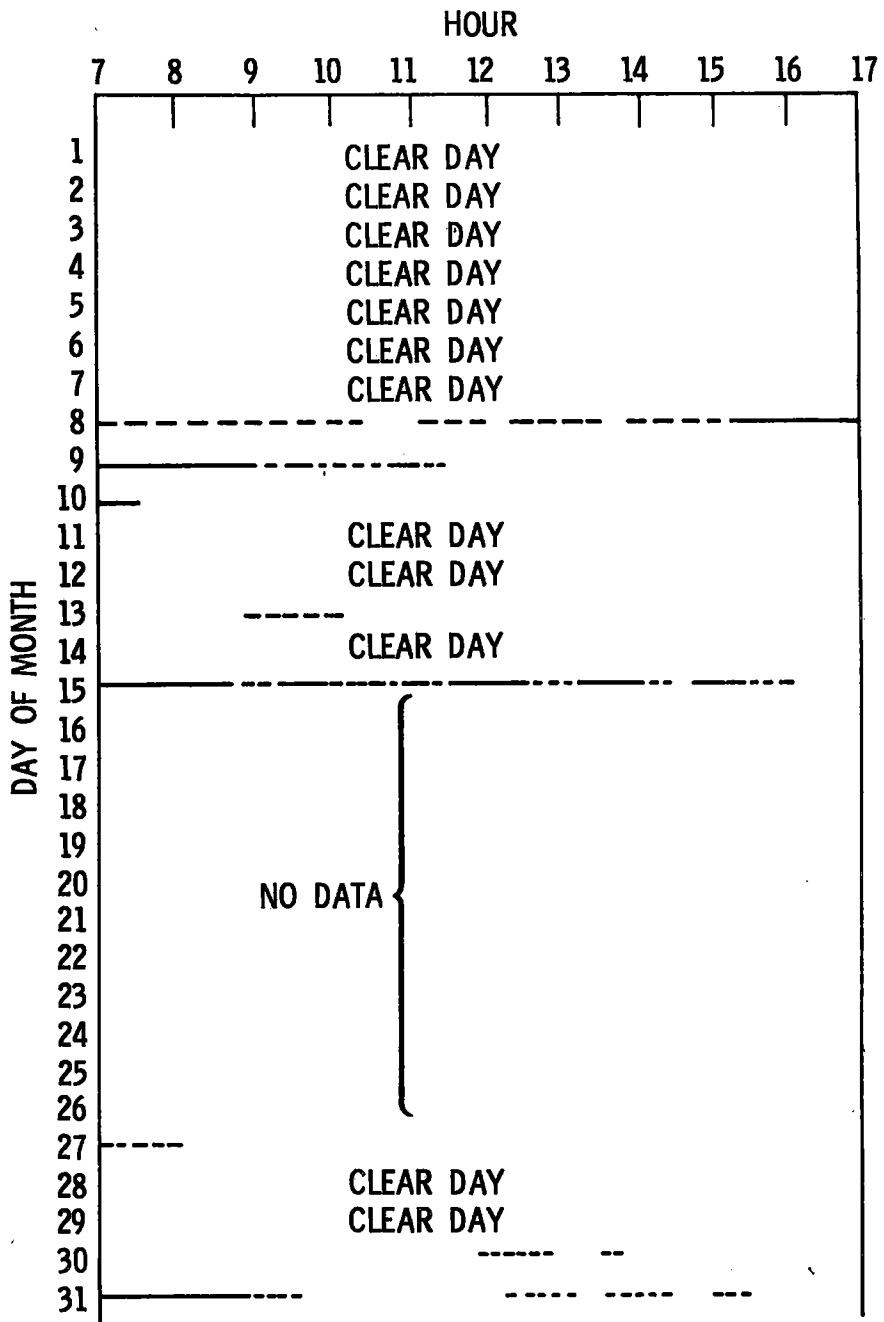 HOUR
7 8 9 10 11 12 13 14 15 16 17
1 CLEAR DAY
2 CLEAR DAY
3 CLEAR DAY
4 CLEAR DAY
5 CLEAR DAY
6 CLEAR DAY
7 CLEAR DAY
8
9
10
11 CLEAR DAY
12 CLEAR DAY
13
14 CLEAR DAY
15
16
17
18
19
20 NO DATA
21
22
23
24
25
26
27
28 CLEAR DAY
29 CLEAR DAY
30
31
DAY OF MONTH